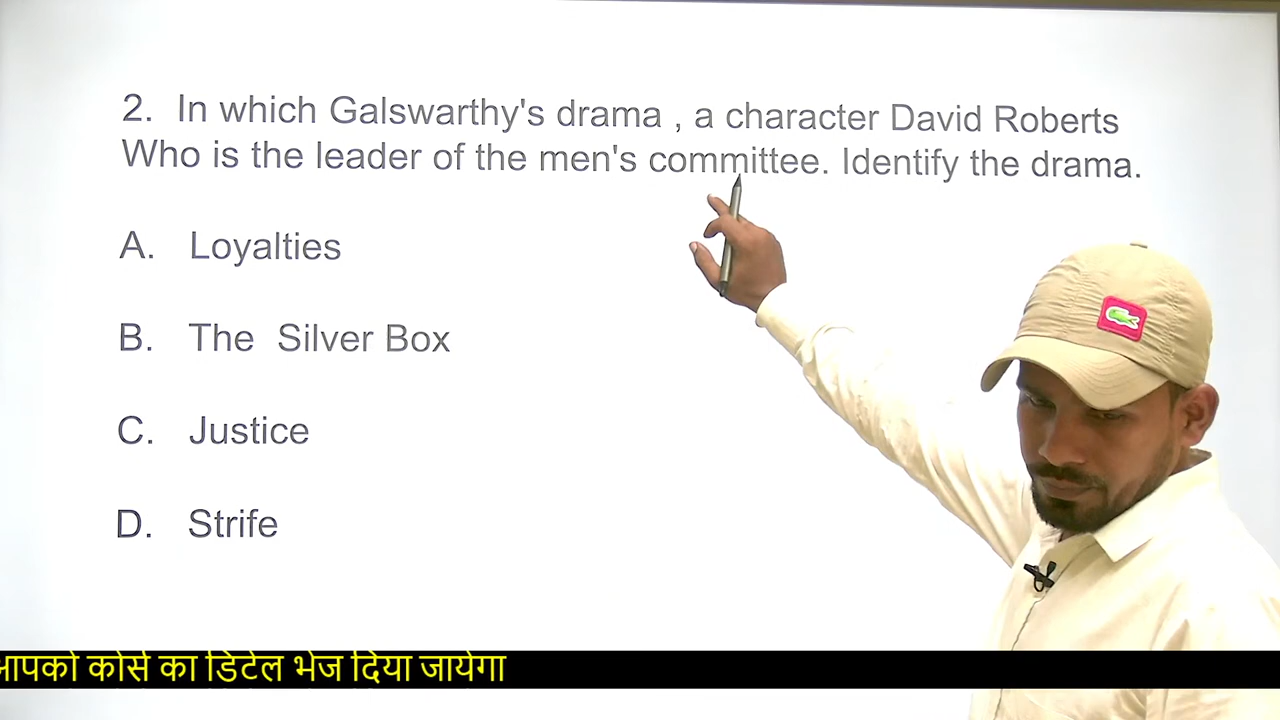 2. In which Galswarthy's drama , a character David Roberts
Who is the leader of the men's committee. Identify the drama.
A. Loyalties
B. The Silver Box
C. Justice
D. Strife
आपको कोर्स का डिटेल भेज दिया जायेगा